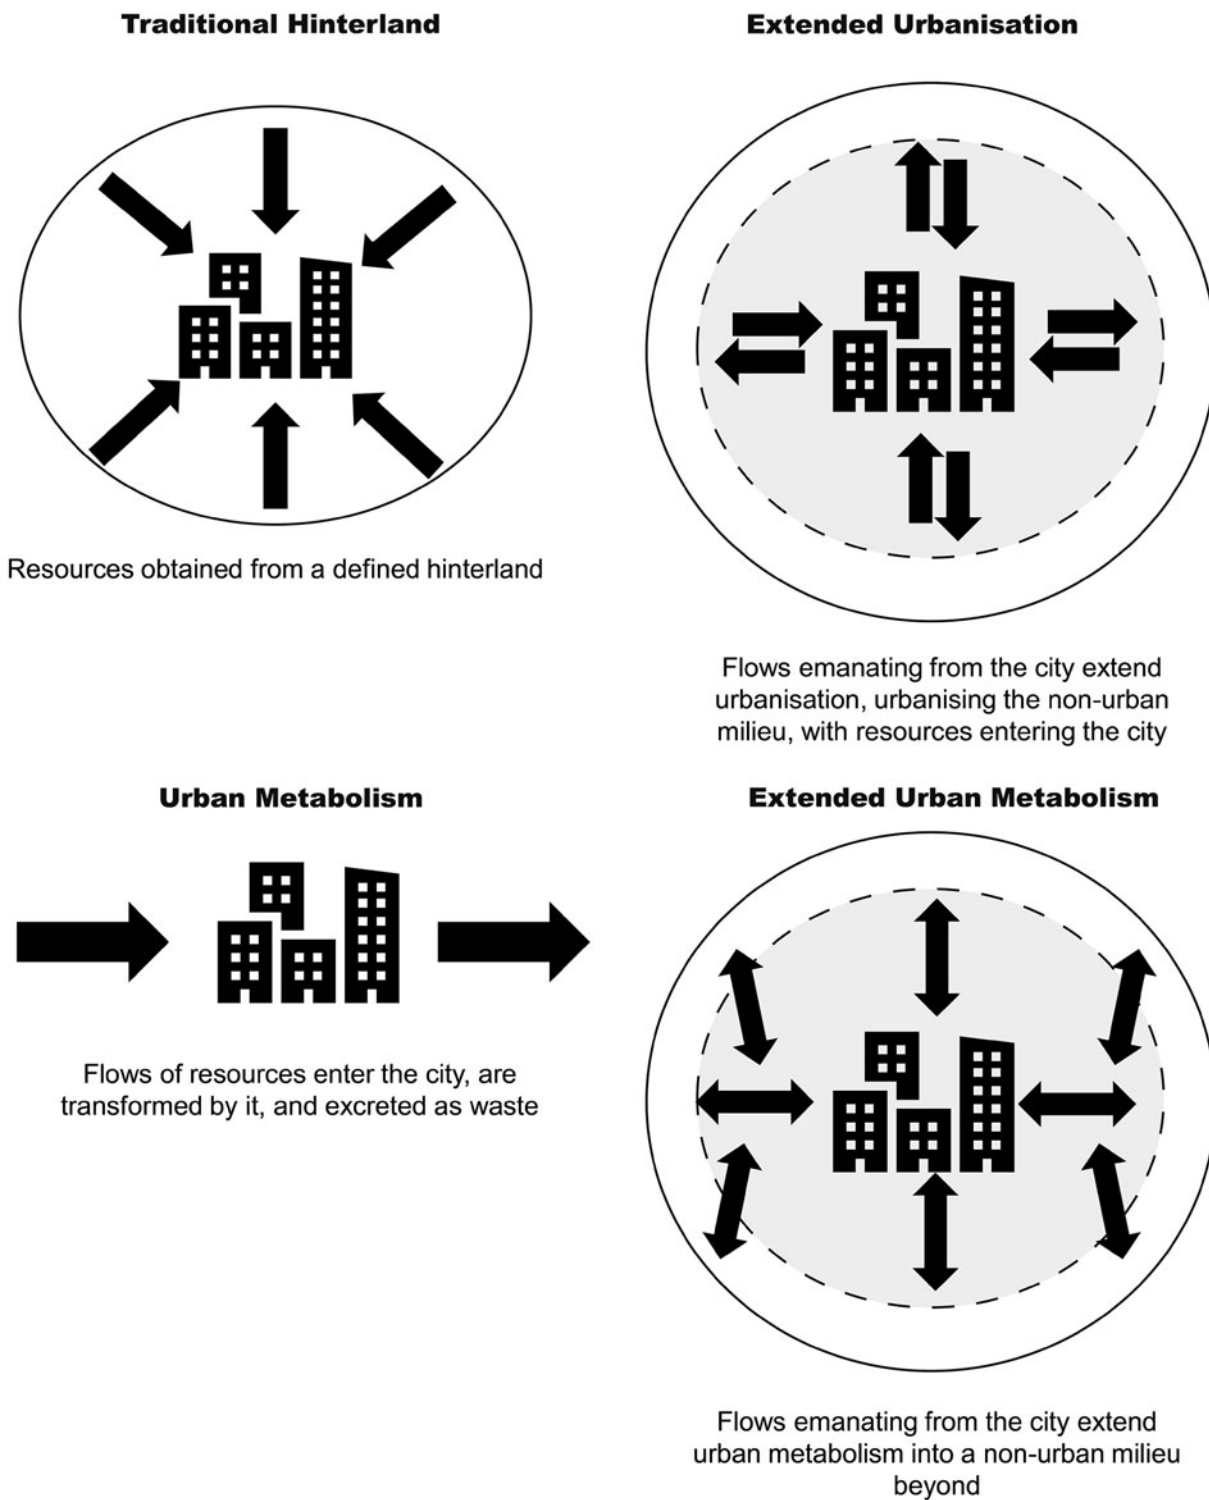 Traditional Hinterland
Extended Urbanisation
Resources obtained from a defined hinterland
Flows emanating from the city extend
urbanisation, urbanising the non-urban
milieu, with resources entering the city
Urban Metabolism
Extended Urban Metabolism
Flows of resources enter the city, are
transformed by it, and excreted as waste
Flows emanating from the city extend
urban metabolism into a non-urban milieu
beyond